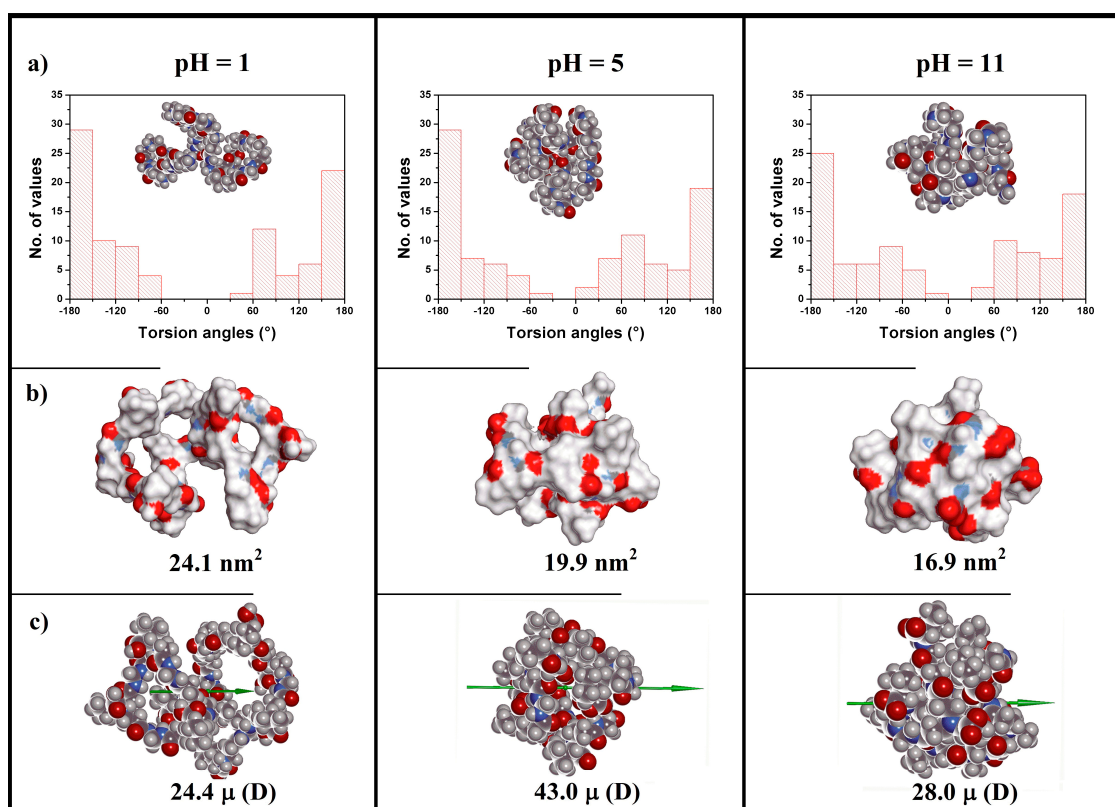 a)
pH = 1
pH = 5
pH = 11
35
30
25
20
15
10
5
0
No. of values
-180 -120 -60 0 60 120 180
Torsion angles (°)
35
30
25
20
15
10
5
0
No. of values
-180 -120 -60 0 60 120 180
Torsion angles (°)
35
30
25
20
15
10
5
0
No. of values
-180 -120 -60 0 60 120 180
Torsion angles (°)
b)
24.1 nm²
19.9 nm²
16.9 nm²
c)
24.4 μ (D)
43.0 μ (D)
28.0 μ (D)